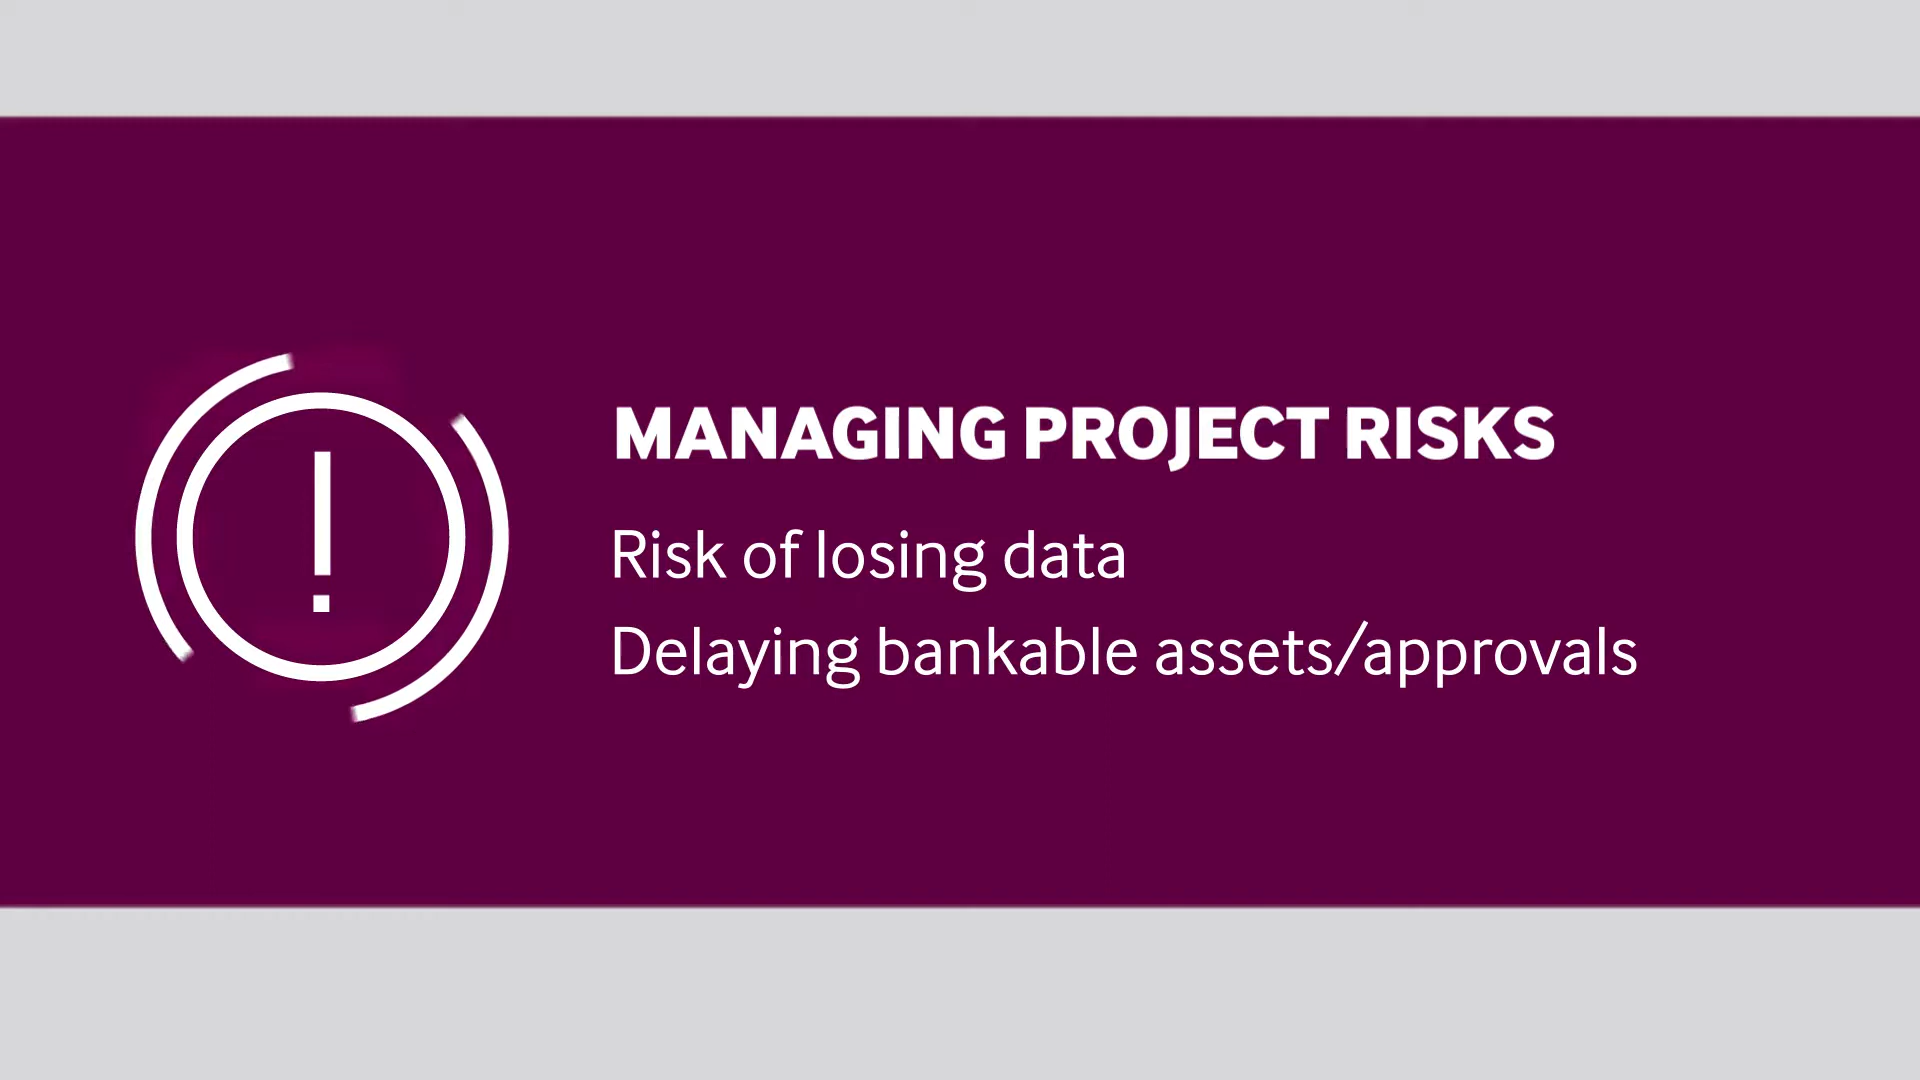 MANAGING PROJECT RISKS
Risk of losing data
Delaying bankable assets/approvals